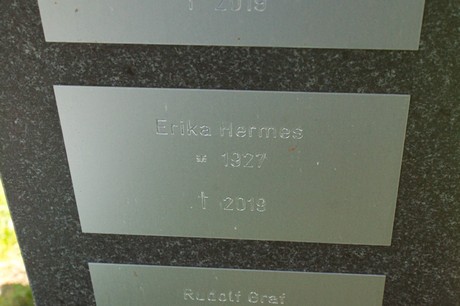 † 2019
Erika Hermes
* 1927
† 2019
Rudolf Graf